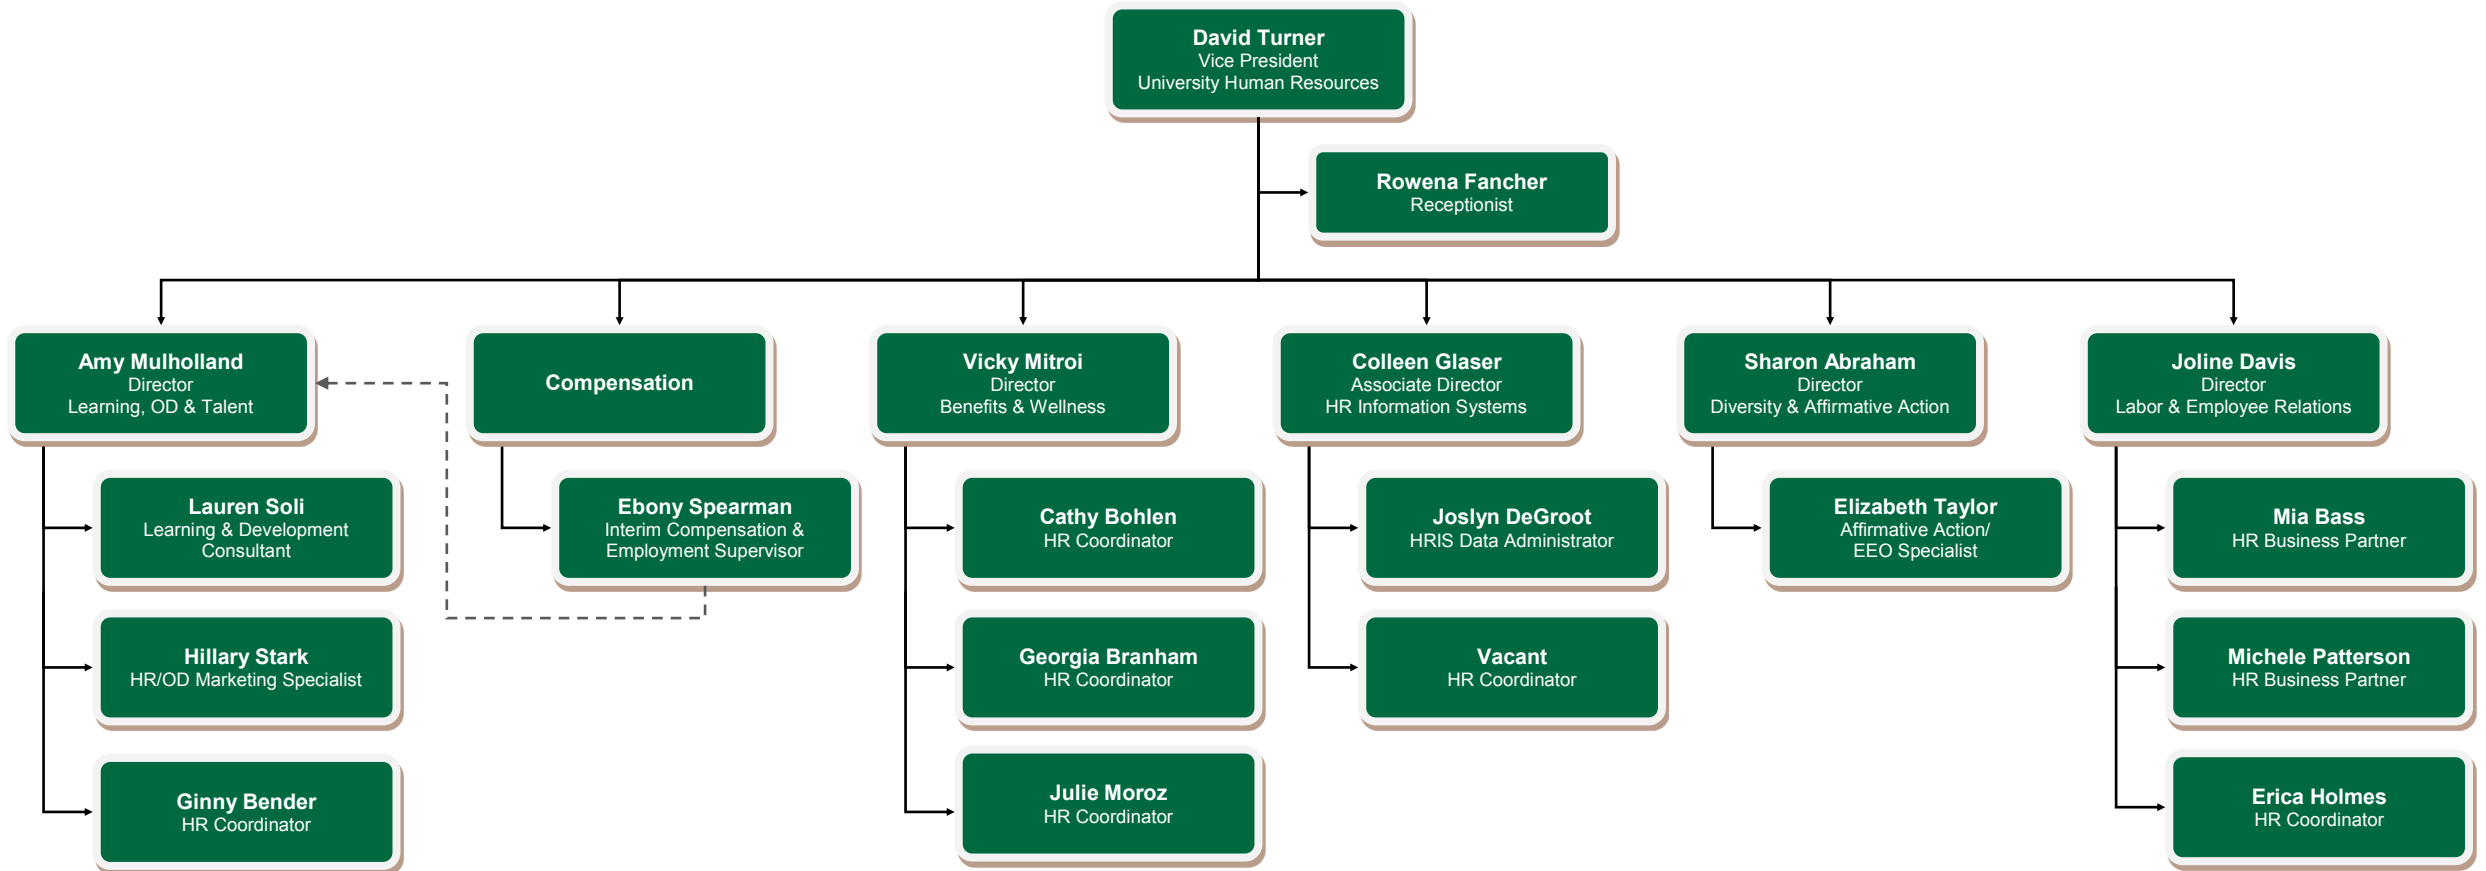 David Turner
Vice President
University Human Resources
Rowena Fancher
Receptionist
Amy Mulholland
Director
Learning, OD & Talent
Compensation
Vicky Mitroi
Director
Benefits & Wellness
Colleen Glaser
Associate Director
HR Information Systems
Sharon Abraham
Director
Diversity & Affirmative Action
Joline Davis
Director
Labor & Employee Relations
Lauren Soli
Learning & Development
Consultant
Ebony Spearman
Interim Compensation &
Employment Supervisor
Cathy Bohlen
HR Coordinator
Joslyn DeGroot
HRIS Data Administrator
Elizabeth Taylor
Affirmative Action/
EEO Specialist
Mia Bass
HR Business Partner
Hillary Stark
HR/OD Marketing Specialist
Georgia Branham
HR Coordinator
Vacant
HR Coordinator
Michele Patterson
HR Business Partner
Ginny Bender
HR Coordinator
Julie Moroz
HR Coordinator
Erica Holmes
HR Coordinator